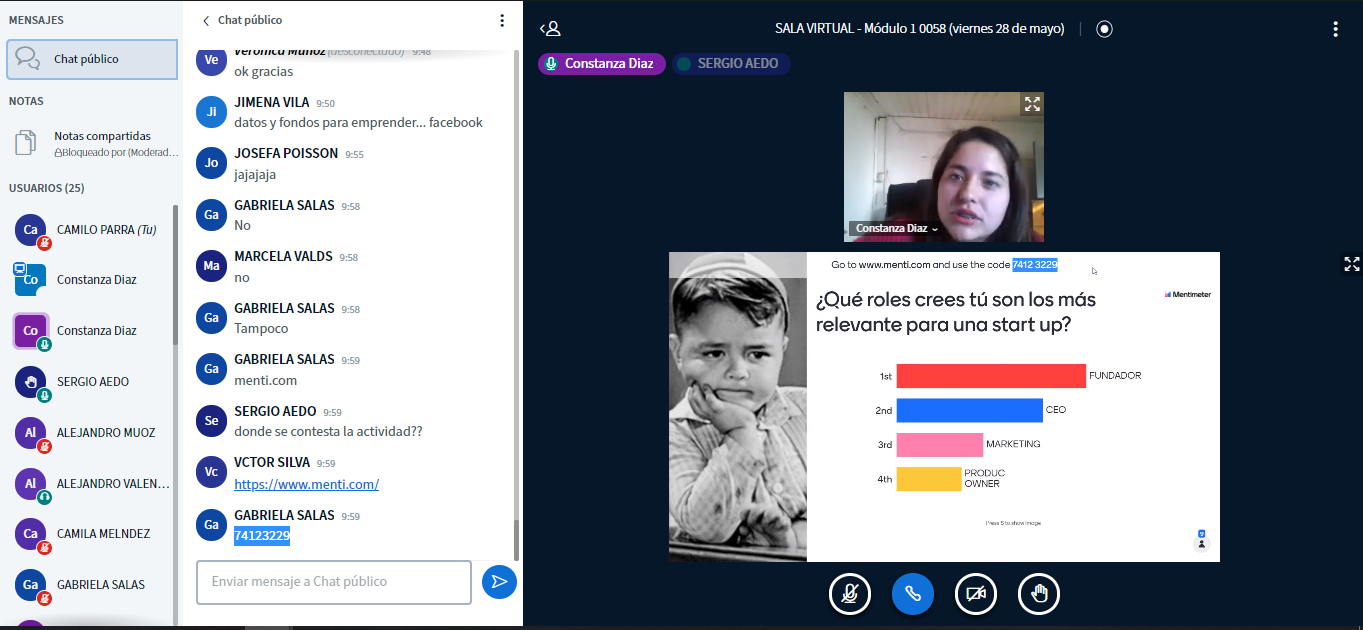 MENSAJES
Chat público
NOTAS
Notas compartidas
Bloqueado por (Moderad...
USUARIOS (25)
Ca
CAMILO PARRA (Tu)
Co
Constanza Diaz
Co
Constanza Diaz
SERGIO AEDO
Al
ALEJANDRO MUOZ
Al
ALEJANDRO VALEN...
Ca
CAMILA MELNDEZ
Ga
GABRIELA SALAS
Chat público
Ve
Verónica Muñoz (desconectado) 9:48
ok gracias
Ji
JIMENA VILA 9:50
datos y fondos para emprender... facebook
Jo
JOSEFA POISSON 9:55
jajajaja
Ga
GABRIELA SALAS 9:58
No
Ma
MARCELA VALDS 9:58
no
Ga
GABRIELA SALAS 9:58
Tampoco
Ga
GABRIELA SALAS 9:59
menti.com
Se
SERGIO AEDO 9:59
donde se contesta la actividad??
Vc
VCTOR SILVA 9:59
https://www.menti.com/
Ga
GABRIELA SALAS 9:59
74123229
Enviar mensaje a Chat público
SALA VIRTUAL - Módulo 1 0058 (viernes 28 de mayo)
Constanza Diaz
SERGIO AEDO
Constanza Diaz
Go to www.menti.com and use the code 7412 3229
Mentimeter
¿Qué roles crees tú son los más
relevante para una start up?
1st
FUNDADOR
2nd
CEO
3rd
MARKETING
4th
PRODUC
OWNER
Press S to show image